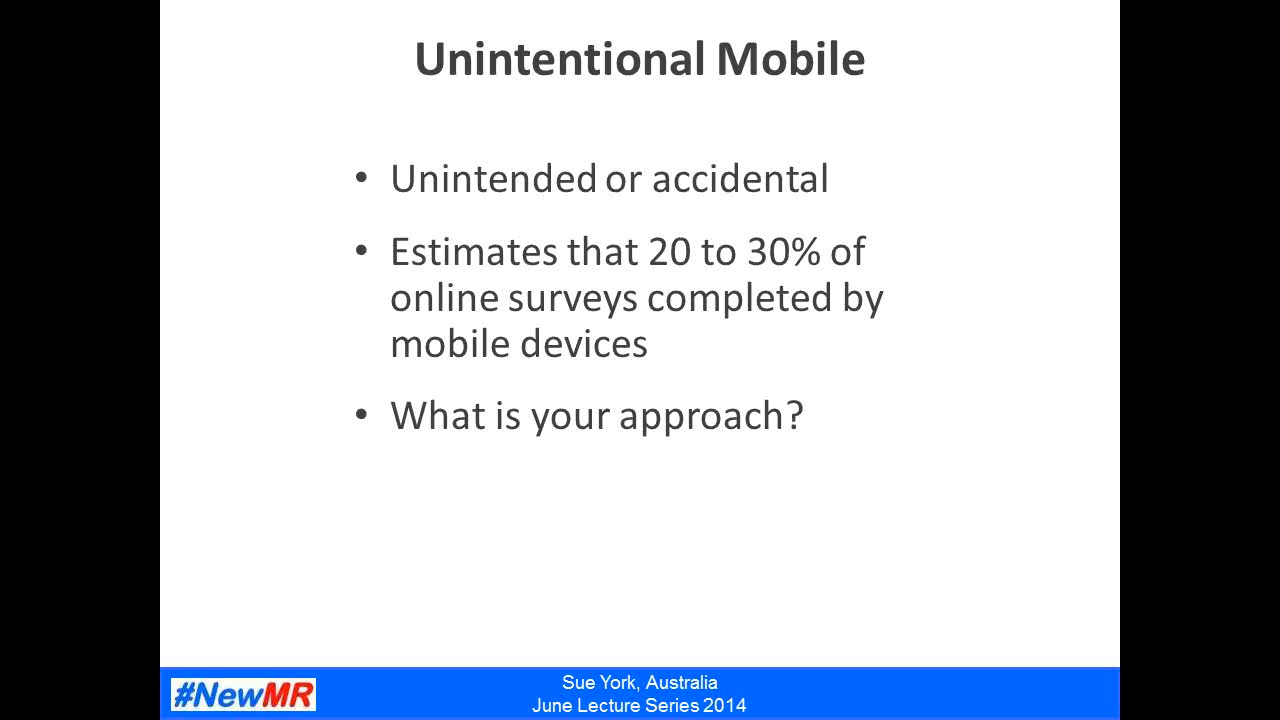 Unintentional Mobile
• Unintended or accidental
• Estimates that 20 to 30% of
online surveys completed by
mobile devices
• What is your approach?
#NewMR
Sue York, Australia
June Lecture Series 2014